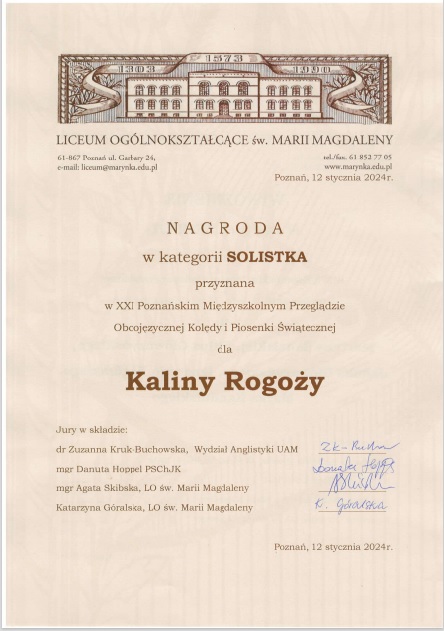 1573
1303 1990
LICEUM OGÓLNOKSZTAŁCĄCE św. MARII MAGDALENY
61-867 Poznań ul. Garbary 24, tel./fax. 61 852 77 05
e-mail: liceum@marynka.edu.pl www.marynka.edu.pl
Poznań, 12 stycznia 2024r.
NAGRODA
w kategorii SOLISTKA
przyznana
w XXI Poznańskim Międzyszkolnym Przeglądzie
Obcojęzycznej Kolędy i Piosenki Świątecznej
dla
Kaliny Rogoży
Jury w składzie:
dr Zuzanna Kruk-Buchowska, Wydział Anglistyki UAM
mgr Danuta Hoppel PSChJK
mgr Agata Skibska, LO św. Marii Magdaleny
Katarzyna Góralska, LO św. Marii Magdaleny K. Góralska
Poznań, 12 stycznia 2024r.